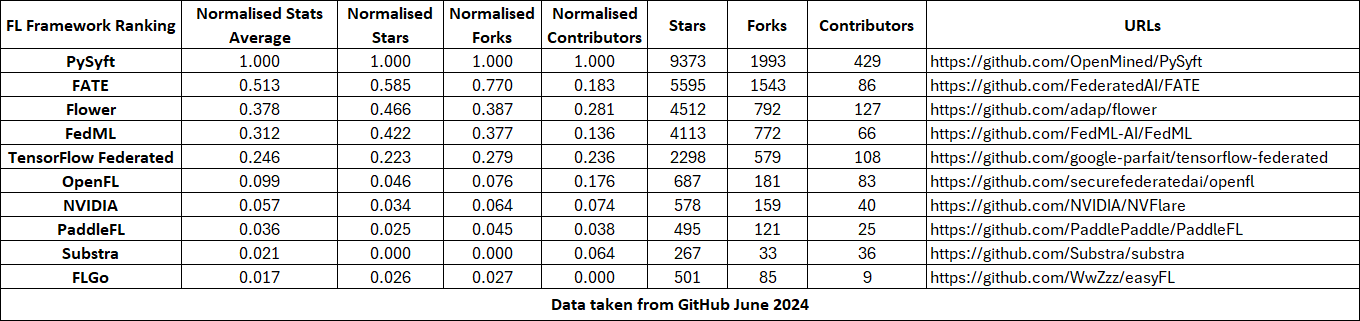 FL Framework Ranking Normalised Stats Average Normalised Stars Normalised Forks Normalised Contributors Stars Forks Contributors URLs
PySyft 1.000 1.000 1.000 1.000 9373 1993 429 https://github.com/OpenMined/PySyft
FATE 0.513 0.585 0.770 0.183 5595 1543 86 https://github.com/FederatedAI/FATE
Flower 0.378 0.466 0.387 0.281 4512 792 127 https://github.com/adap/flower
FedML 0.312 0.422 0.377 0.136 4113 772 66 https://github.com/FedML-AI/FedML
TensorFlow Federated 0.246 0.223 0.279 0.236 2298 579 108 https://github.com/google-parfait/tensorflow-federated
OpenFL 0.099 0.046 0.076 0.176 687 181 83 https://github.com/securefederatedai/openfl
NVIDIA 0.057 0.034 0.064 0.074 578 159 40 https://github.com/NVIDIA/NVFlare
PaddleFL 0.036 0.025 0.045 0.038 495 121 25 https://github.com/PaddlePaddle/PaddleFL
Substra 0.021 0.000 0.000 0.064 267 33 36 https://github.com/Substra/substra
FLGo 0.017 0.026 0.027 0.000 501 85 9 https://github.com/WwZzz/easyFL
Data taken from GitHub June 2024